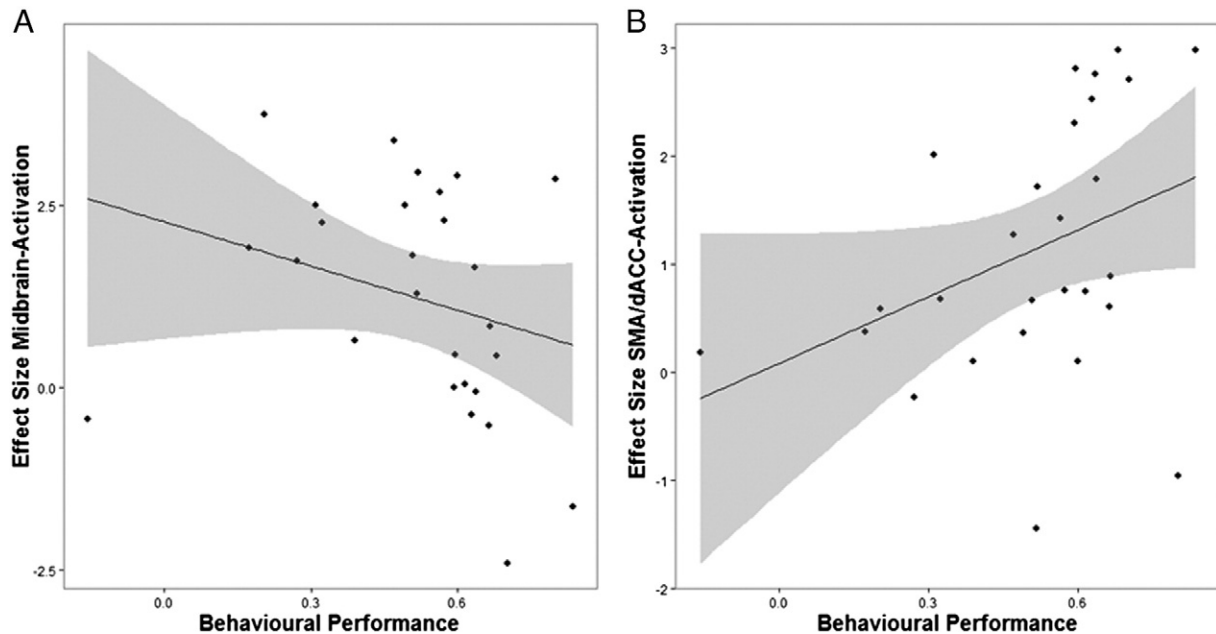 A
Effect Size Midbrain-Activation
2.5
0.0
-2.5
0.0 0.3 0.6
Behavioural Performance
B
Effect Size SMA/dACC-Activation
3
2
1
0
-1
-2
0.0 0.3 0.6
Behavioural Performance